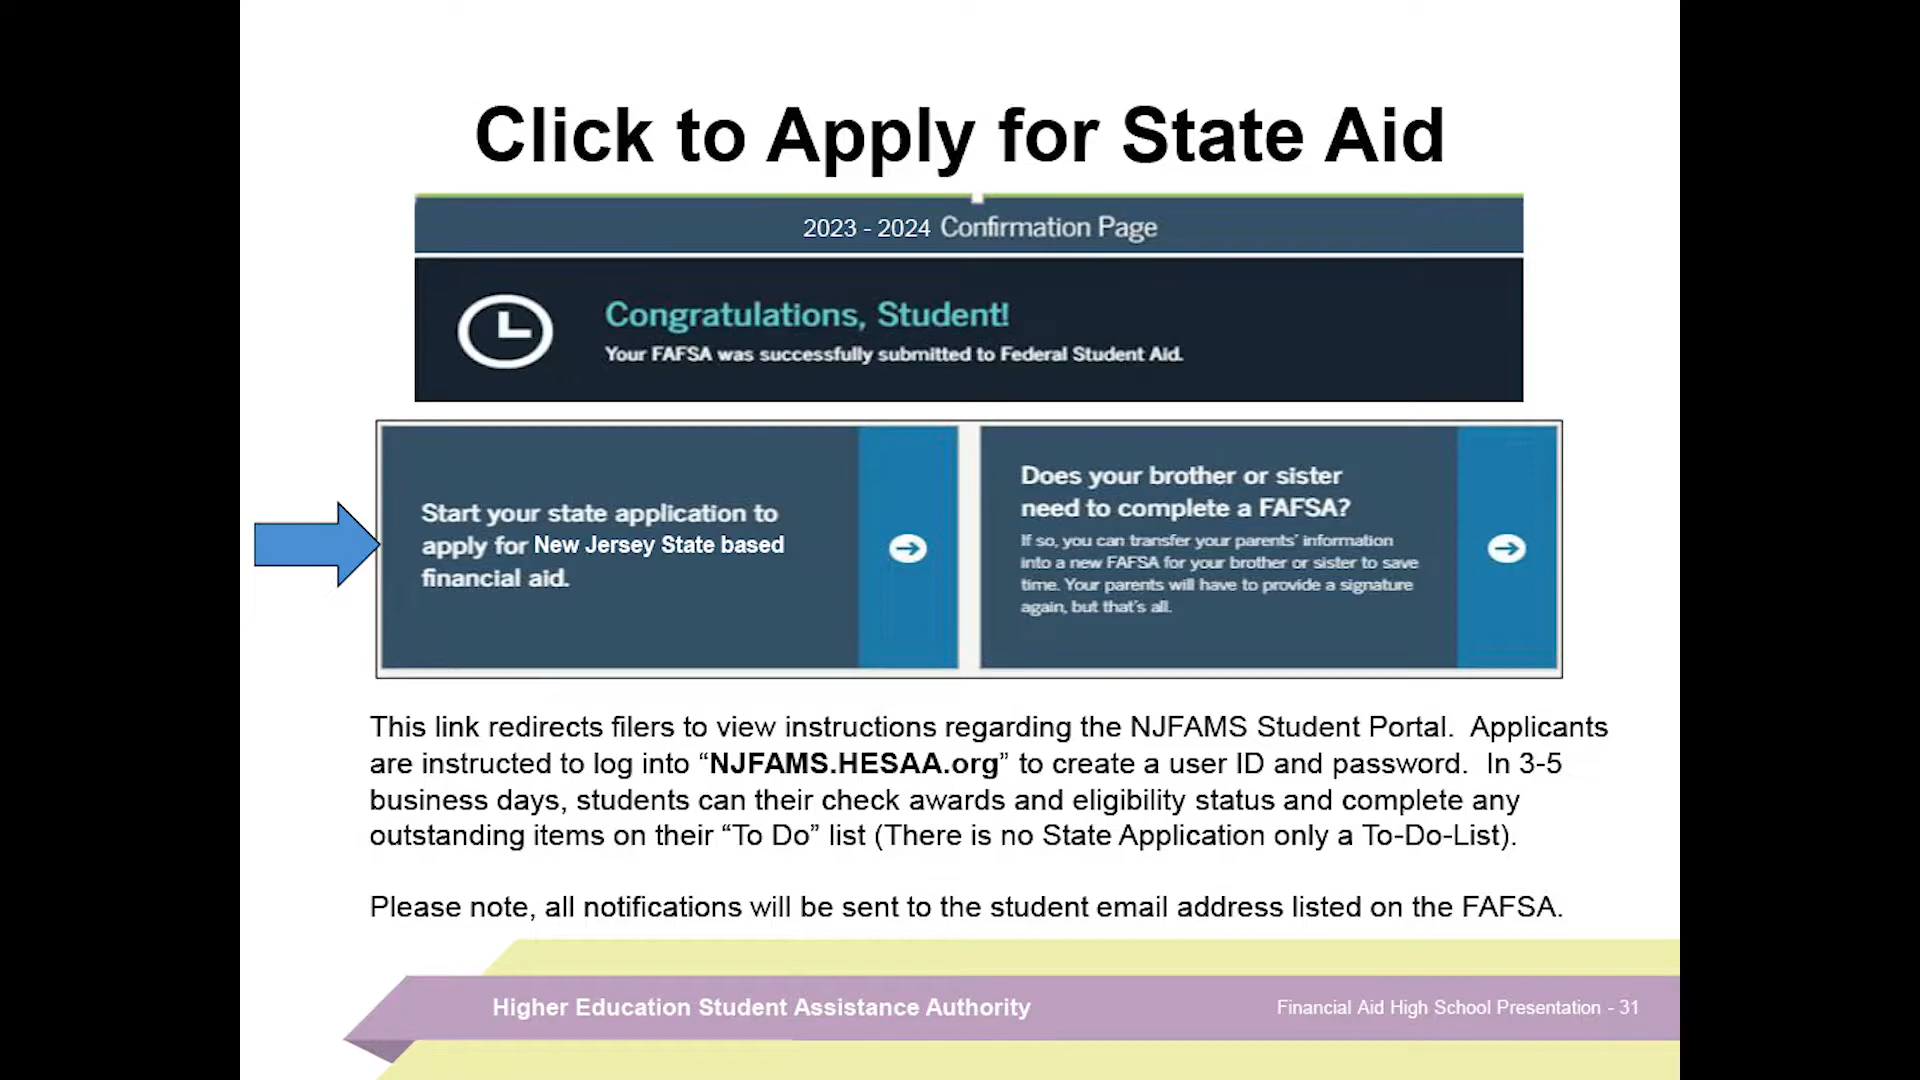 Click to Apply for State Aid
2023 - 2024 Confirmation Page
Congratulations, Student!
Your FAFSA was successfully submitted to Federal Student Aid.
Start your state application to
apply for New Jersey State based
financial aid.
Does your brother or sister
need to complete a FAFSA?
If so, you can transfer your parents' information
into a new FAFSA for your brother or sister to save
time. Your parents will have to provide a signature
again, but that's all.
This link redirects filers to view instructions regarding the NJFAMS Student Portal. Applicants
are instructed to log into “NJFAMS.HESAA.org” to create a user ID and password. In 3-5
business days, students can their check awards and eligibility status and complete any
outstanding items on their “To Do” list (There is no State Application only a To-Do-List).
Please note, all notifications will be sent to the student email address listed on the FAFSA.
Higher Education Student Assistance Authority
Financial Aid High School Presentation - 31